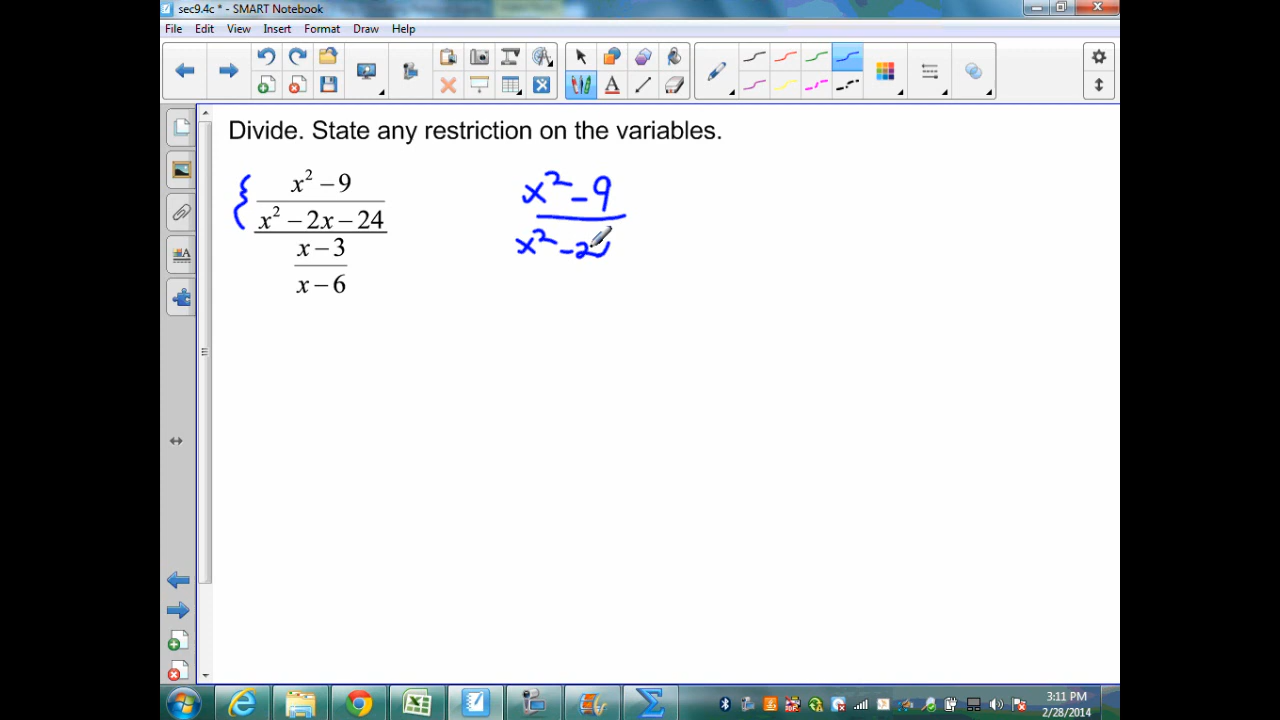 sec9.4c * - SMART Notebook
File Edit View Insert Format Draw Help
Divide. State any restriction on the variables.
x² − 9
x² − 2x − 24
x − 3
x − 6
x² − 9
x² − 2
3:11 PM
2/28/2014